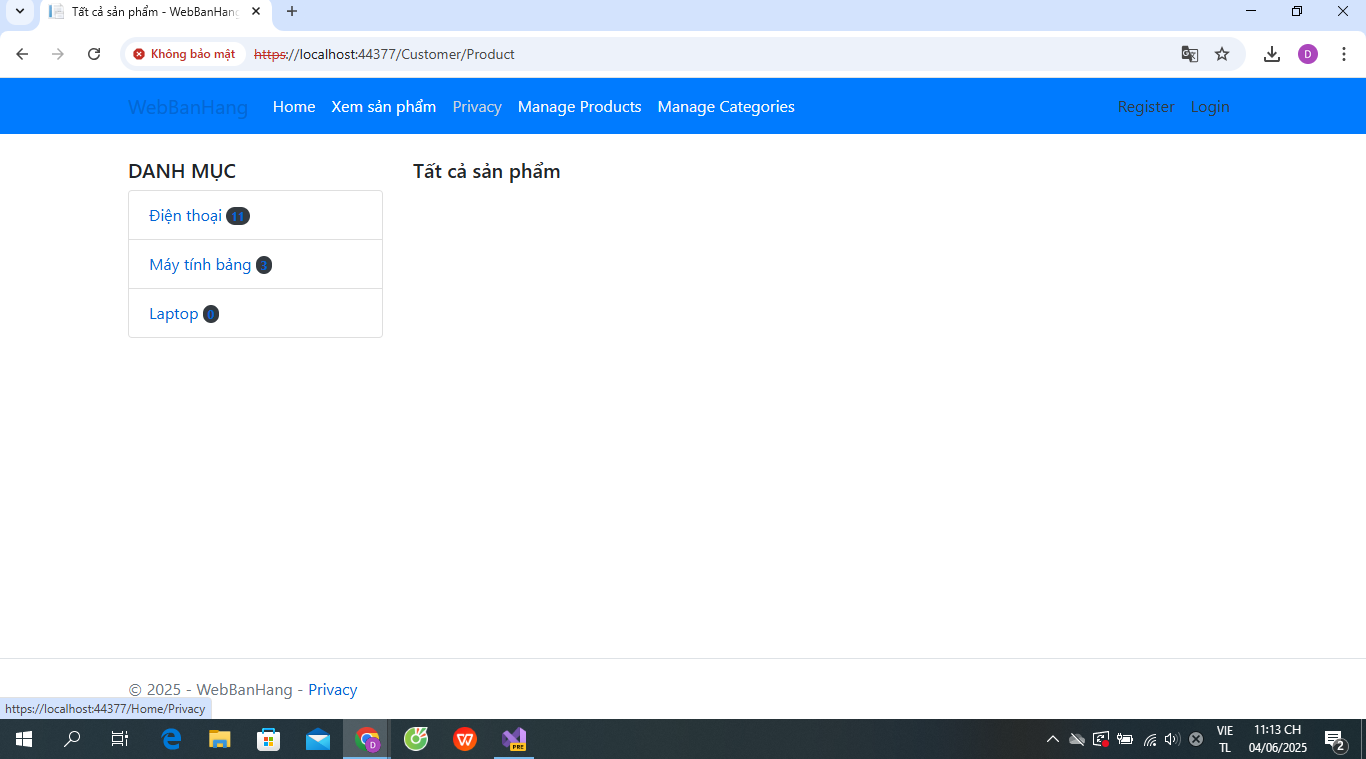 Tất cả sản phẩm - WebBanHang
Không bảo mật https://localhost:44377/Customer/Product D
WebBanHang Home Xem sản phẩm Privacy Manage Products Manage Categories Register Login
DANH MỤC
Điện thoại 11
Máy tính bảng 3
Laptop 0
Tất cả sản phẩm
© 2025 - WebBanHang - Privacy
https://localhost:44377/Home/Privacy
D PRE VIE 11:13 CH
TL 04/06/2025 2